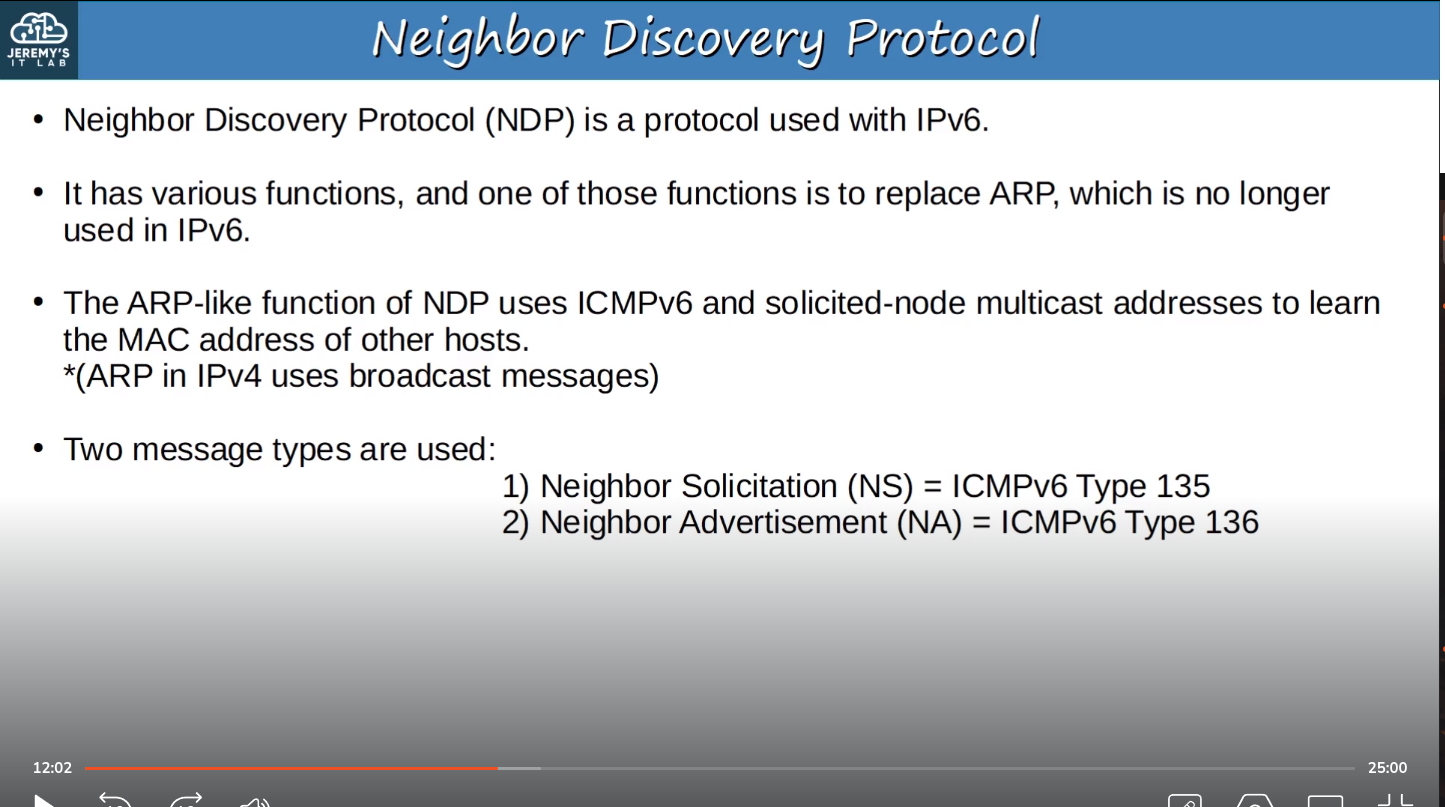 JEREMY'S
IT LAB
Neighbor Discovery Protocol
• Neighbor Discovery Protocol (NDP) is a protocol used with IPv6.
• It has various functions, and one of those functions is to replace ARP, which is no longer
used in IPv6.
• The ARP-like function of NDP uses ICMPv6 and solicited-node multicast addresses to learn
the MAC address of other hosts.
*(ARP in IPv4 uses broadcast messages)
• Two message types are used:
1) Neighbor Solicitation (NS) = ICMPv6 Type 135
2) Neighbor Advertisement (NA) = ICMPv6 Type 136
12:02
25:00